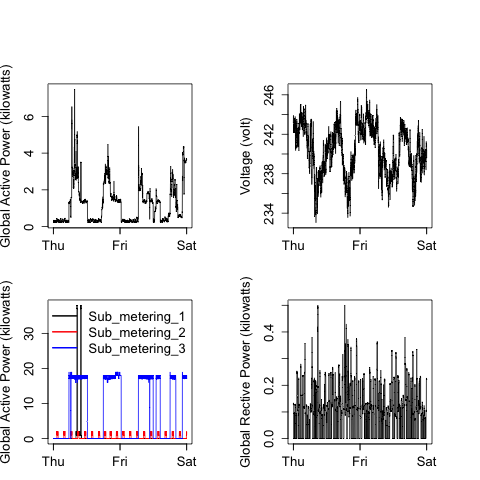 Global Active Power (kilowatts)
0 2 4 6
Thu Fri Sat
Voltage (volt)
234 238 242 246
Thu Fri Sat
Global Active Power (kilowatts)
0 10 20 30
Sub_metering_1
Sub_metering_2
Sub_metering_3
Thu Fri Sat
Global Rective Power (kilowatts)
0.0 0.2 0.4
Thu Fri Sat